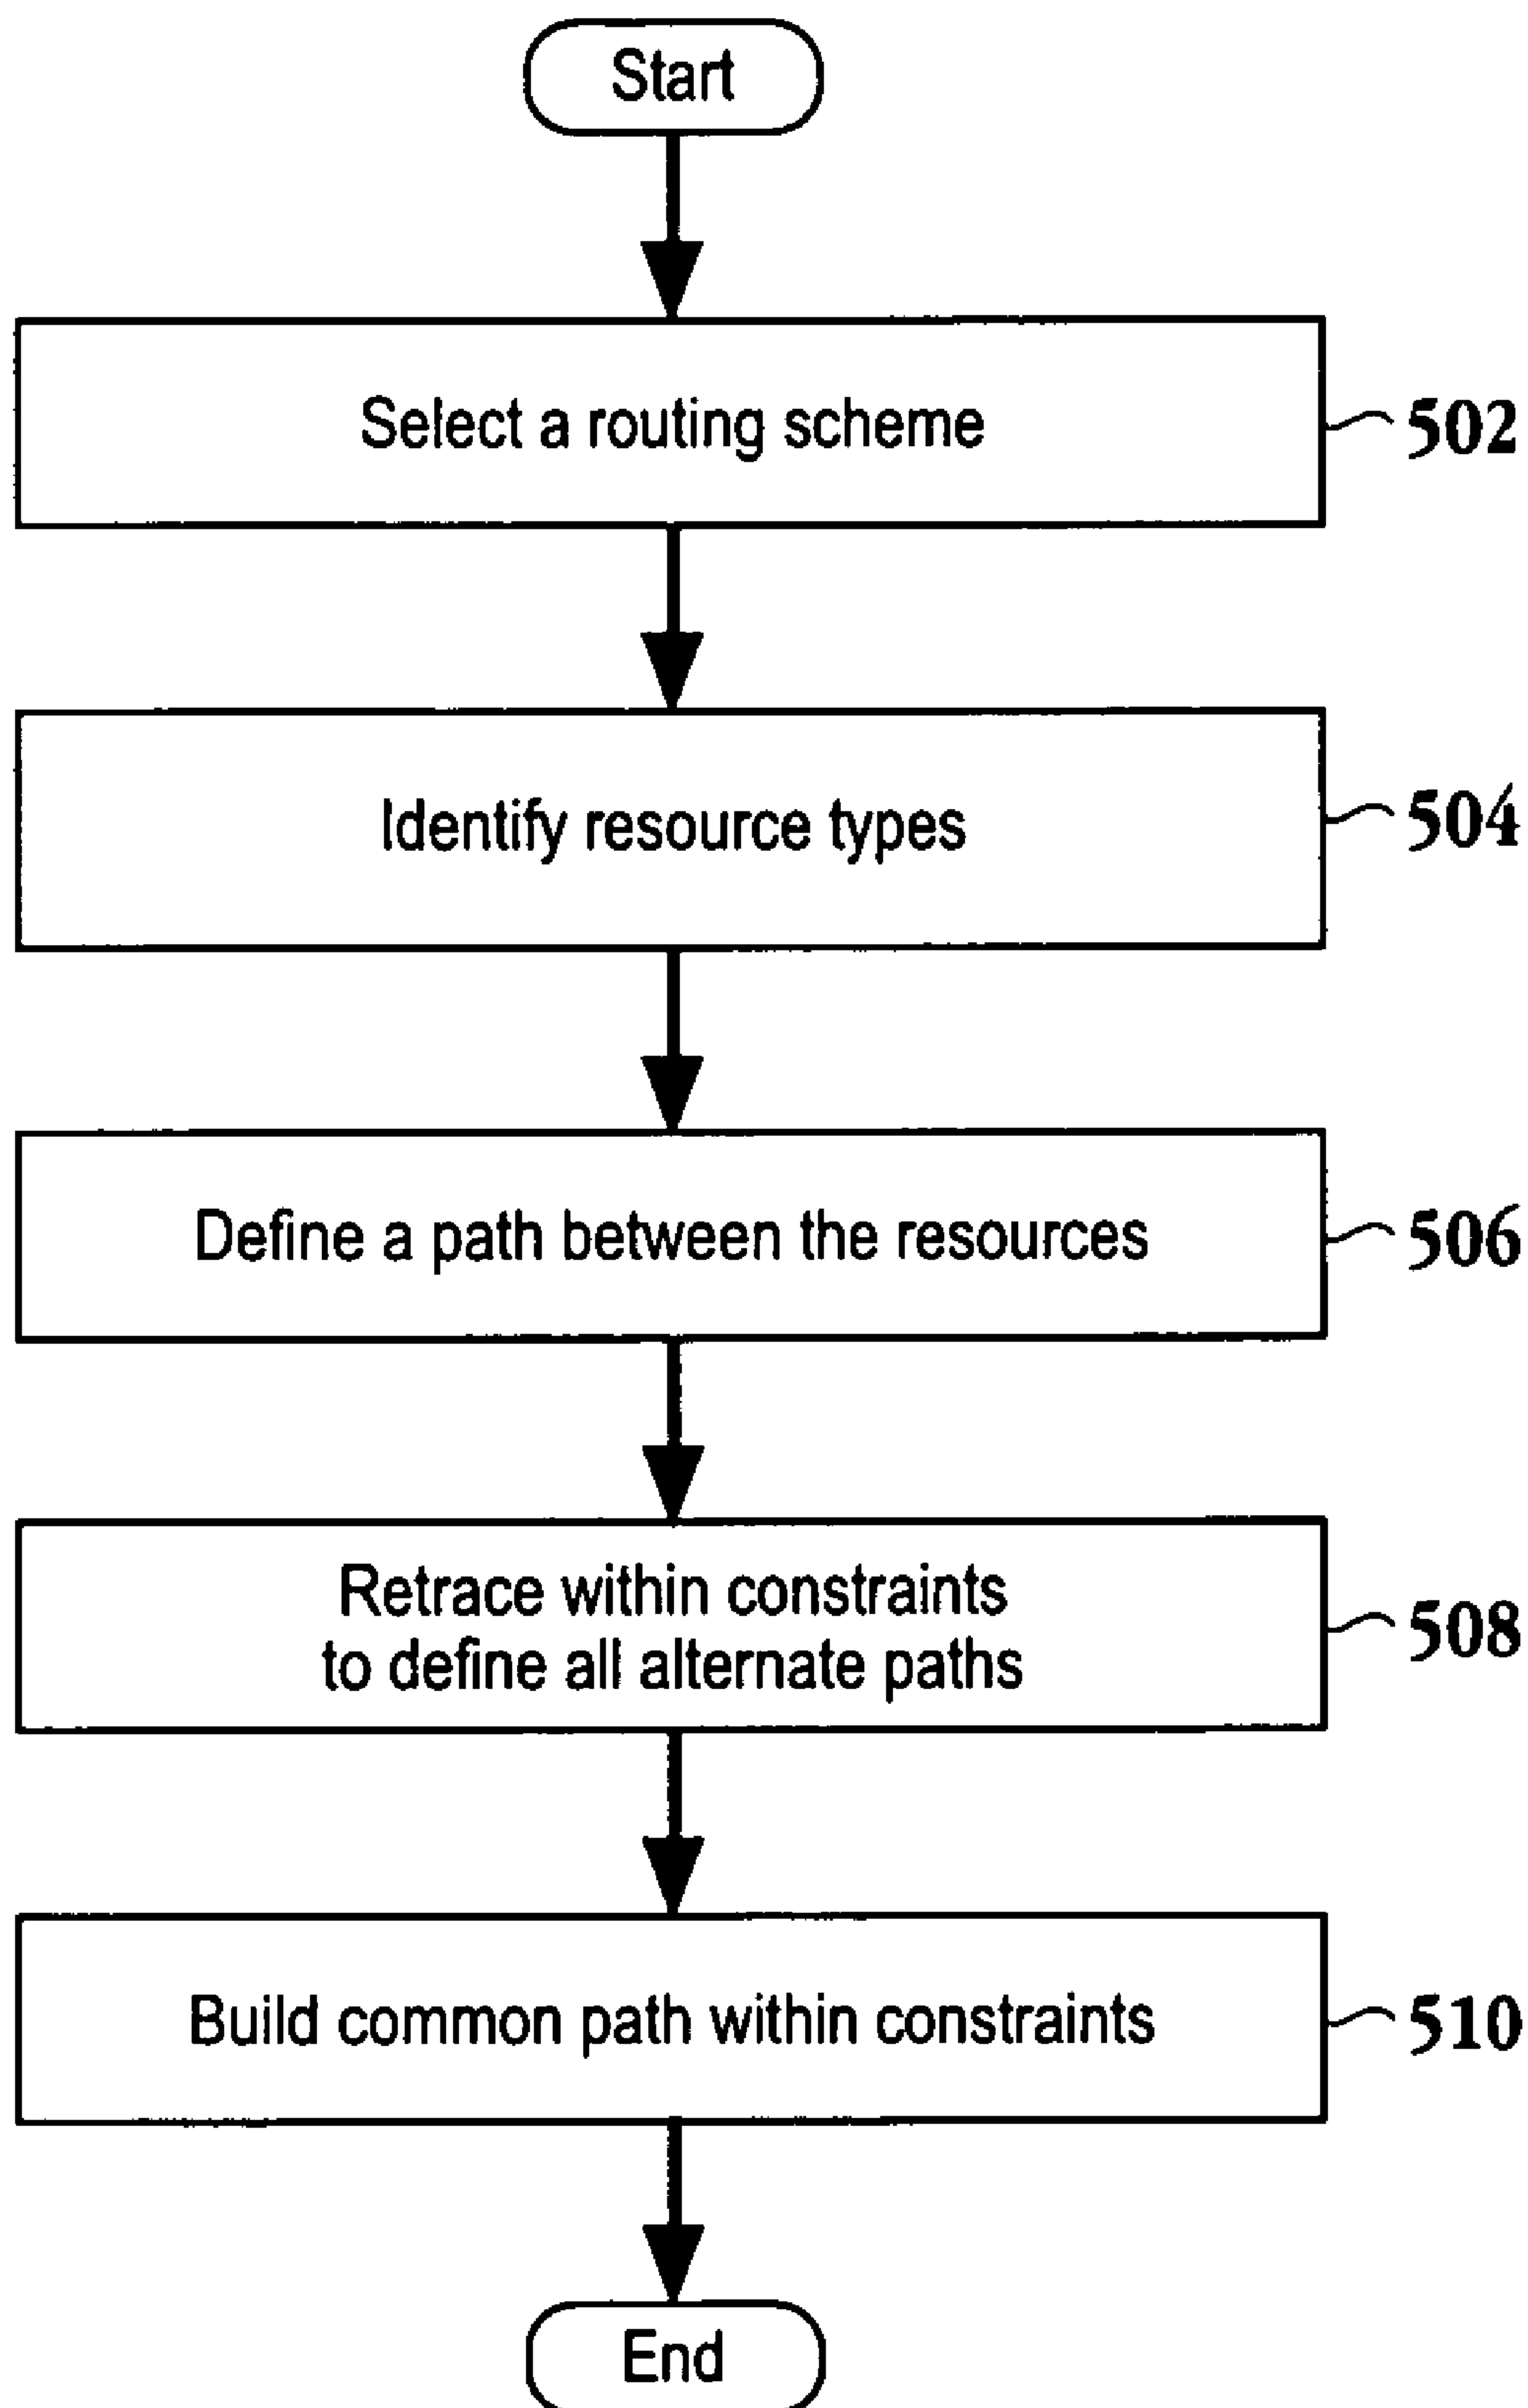 Start
Select a routing scheme
502
Identify resource types
504
Define a path between the resources
506
Retrace within constraints
to define all alternate paths
508
Build common path within constraints
510
End